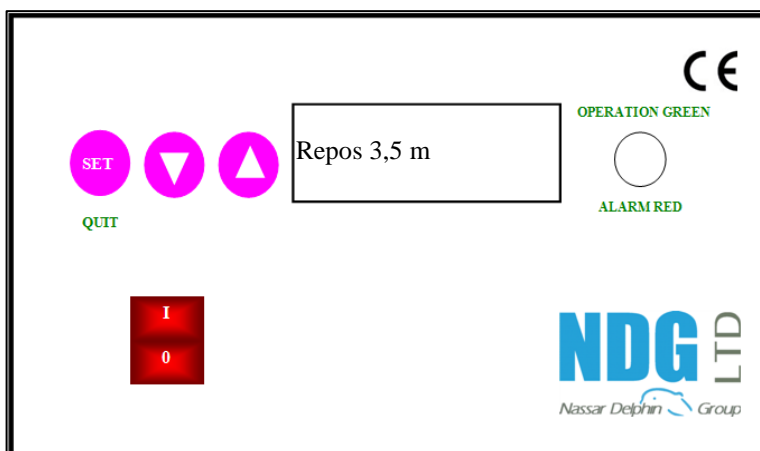 CE
OPERATION GREEN
SET
Repos 3,5 m
ALARM RED
QUIT
I
0
NDG LTD
Nassar Delphin Group